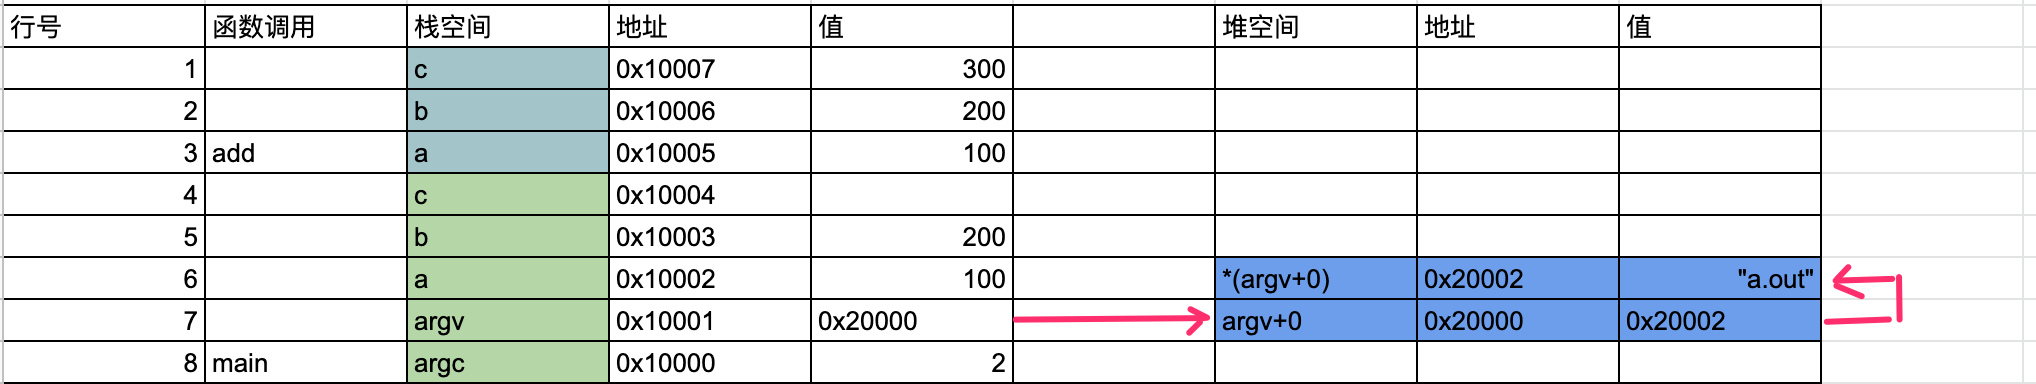 行号 函数调用 栈空间 地址 值 堆空间 地址 值
1 c 0x10007 300
2 b 0x10006 200
3 add a 0x10005 100
4 c 0x10004
5 b 0x10003 200
6 a 0x10002 100 *(argv+0) 0x20002 "a.out"
7 argv 0x10001 0x20000 argv+0 0x20000 0x20002
8 main argc 0x10000 2